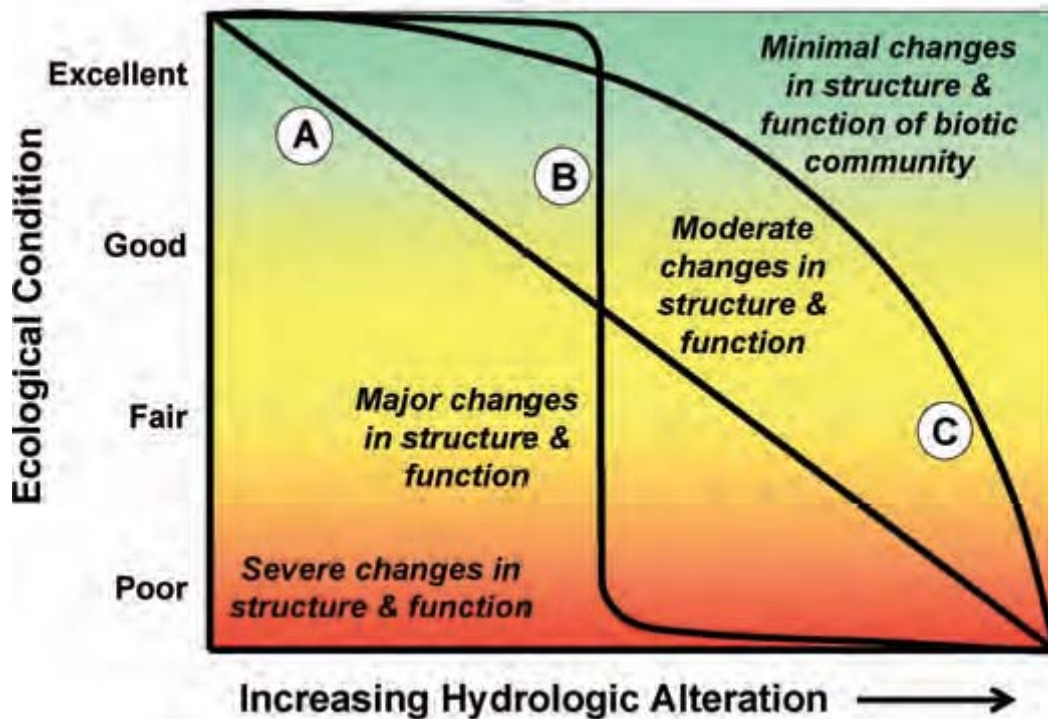 Ecological Condition
Excellent
Good
Fair
Poor
A
B
C
Minimal changes
in structure &
function of biotic
community
Moderate
changes in
structure &
function
Major changes
in structure &
function
Severe changes in
structure & function
Increasing Hydrologic Alteration